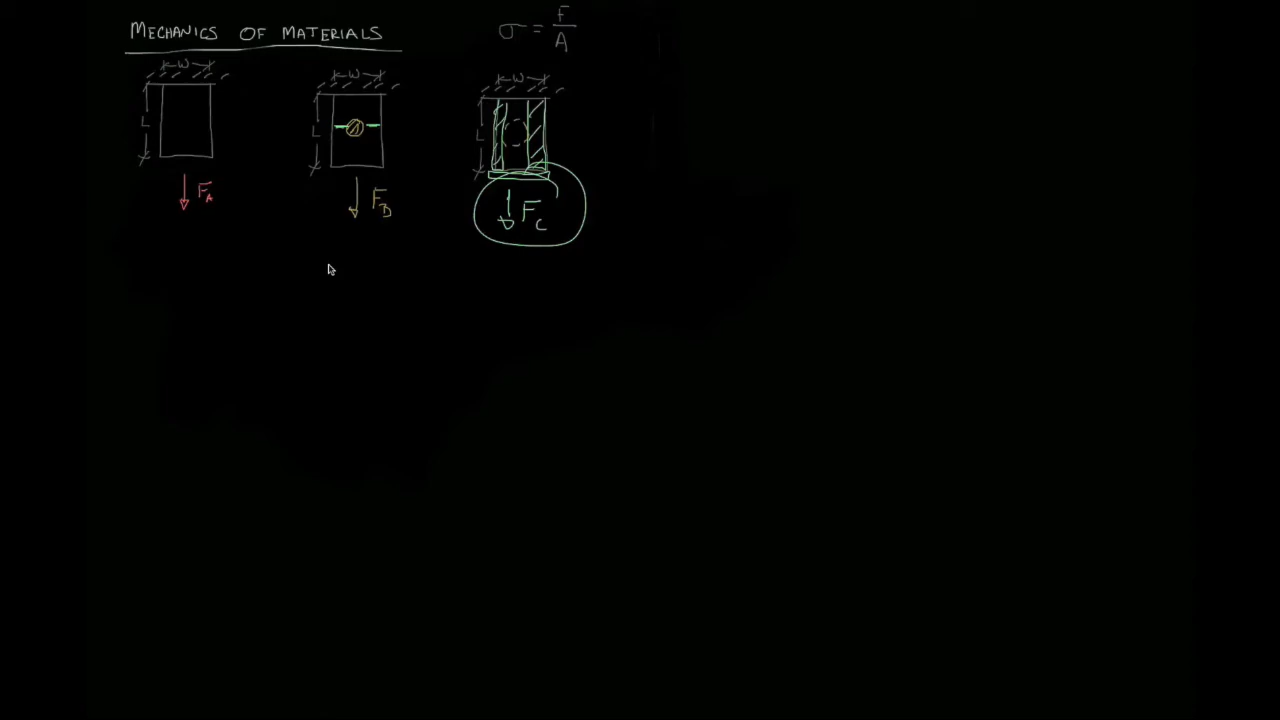 MECHANICS OF MATERIALS
σ = F/A
W
W
W
L
L
L
F_A
F_B
F_C